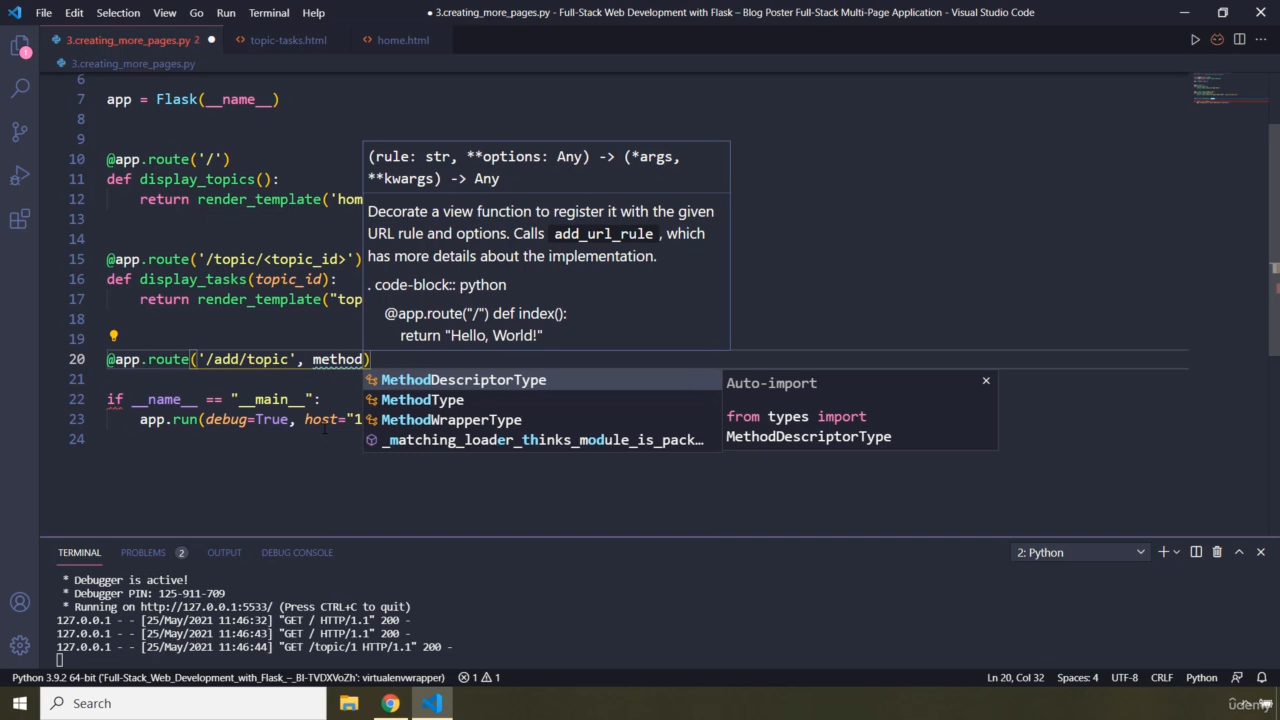 File Edit Selection View Go Run Terminal Help
● 3.creating_more_pages.py - Full-Stack Web Development with Flask – Blog Poster Full-Stack Multi-Page Application - Visual Studio Code
3.creating_more_pages.py 2 ●
topic-tasks.html
home.html
3.creating_more_pages.py
1
6
7 app = Flask(__name__)
8
9
10 @app.route('/')
11 def display_topics():
12 return render_template('hom
13
14
15 @app.route('/topic/<topic_id>')
16 def display_tasks(topic_id):
17 return render_template("top
18
19
20 @app.route('/add/topic', method)
21
22 if __name__ == "__main__":
23 app.run(debug=True, host="1
24
(rule: str, **options: Any) -> (*args,
**kwargs) -> Any
Decorate a view function to register it with the given
URL rule and options. Calls add_url_rule , which
has more details about the implementation.
. code-block:: python
@app.route("/") def index():
return "Hello, World!"
MethodDescriptorType
MethodType
MethodWrapperType
_matching_loader_thinks_module_is_pack…
Auto-import
from types import
MethodDescriptorType
TERMINAL PROBLEMS 2 OUTPUT DEBUG CONSOLE
2: Python
* Debugger is active!
* Debugger PIN: 125-911-709
* Running on http://127.0.0.1:5533/ (Press CTRL+C to quit)
127.0.0.1 - - [25/May/2021 11:46:32] "GET / HTTP/1.1" 200 -
127.0.0.1 - - [25/May/2021 11:46:43] "GET / HTTP/1.1" 200 -
127.0.0.1 - - [25/May/2021 11:46:44] "GET /topic/1 HTTP/1.1" 200 -
Python 3.9.2 64-bit ('Full-Stack_Web_Development_with_Flask_–_BI-TVDXVoZh': virtualenvwrapper) 1 1
Ln 20, Col 32 Spaces: 4 UTF-8 CRLF Python
Search
udemy